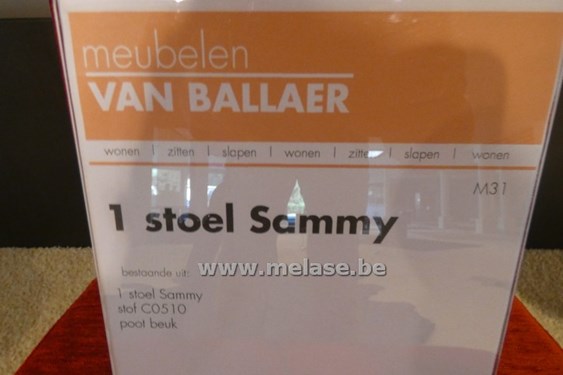 meubelen
VAN BALLAER
wonen | zitten | slapen | wonen | zitten | slapen | wonen
M31
1 stoel Sammy
bestaande uit:
www.melase.be
1 stoel Sammy
stof C0510
poot beuk